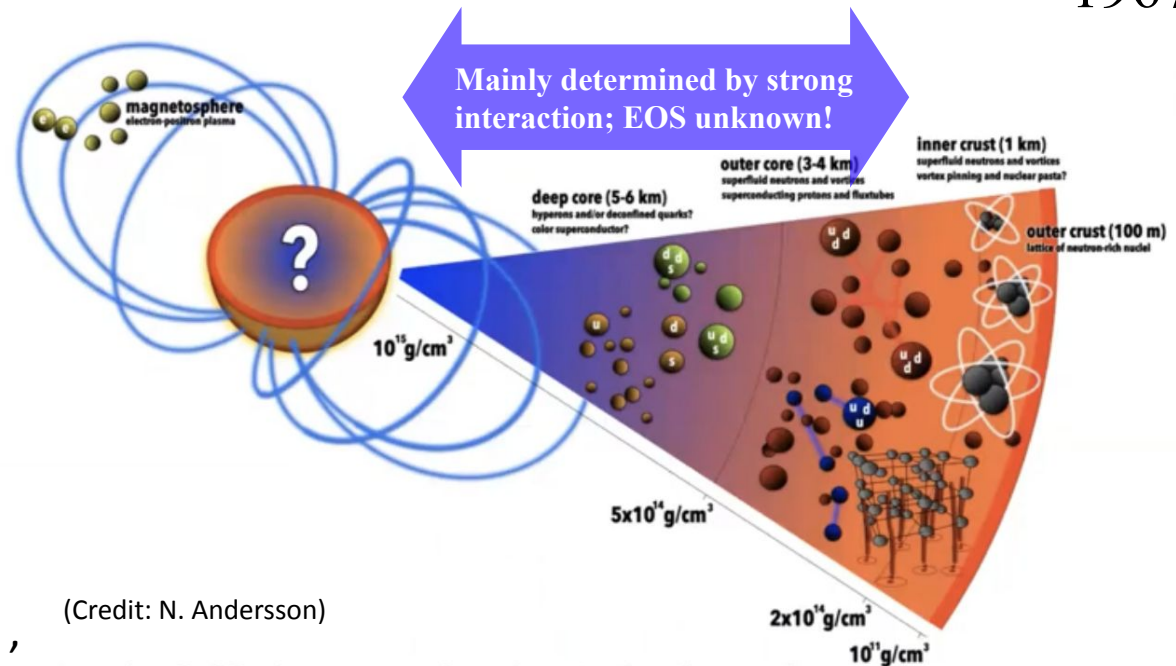 Mainly determined by strong
interaction; EOS unknown!
magnetosphere
electron-positron plasma
e
e
?
deep core (5-6 km)
hyperons and/or deconfined quarks?
color superconductor?
outer core (3-4 km)
superfluid neutrons and vortices
superconducting protons and fluxtubes
inner crust (1 km)
superfluid neutrons and vortices
vortex pinning and nuclear pasta?
outer crust (100 m)
lattice of neutron-rich nuclei
d d
s
u
d
s
u d
s
u d
d
u d
d
u d
u
10¹⁵g/cm³
5x10¹⁴g/cm³
2x10¹⁴g/cm³
10¹¹g/cm³
(Credit: N. Andersson)
,